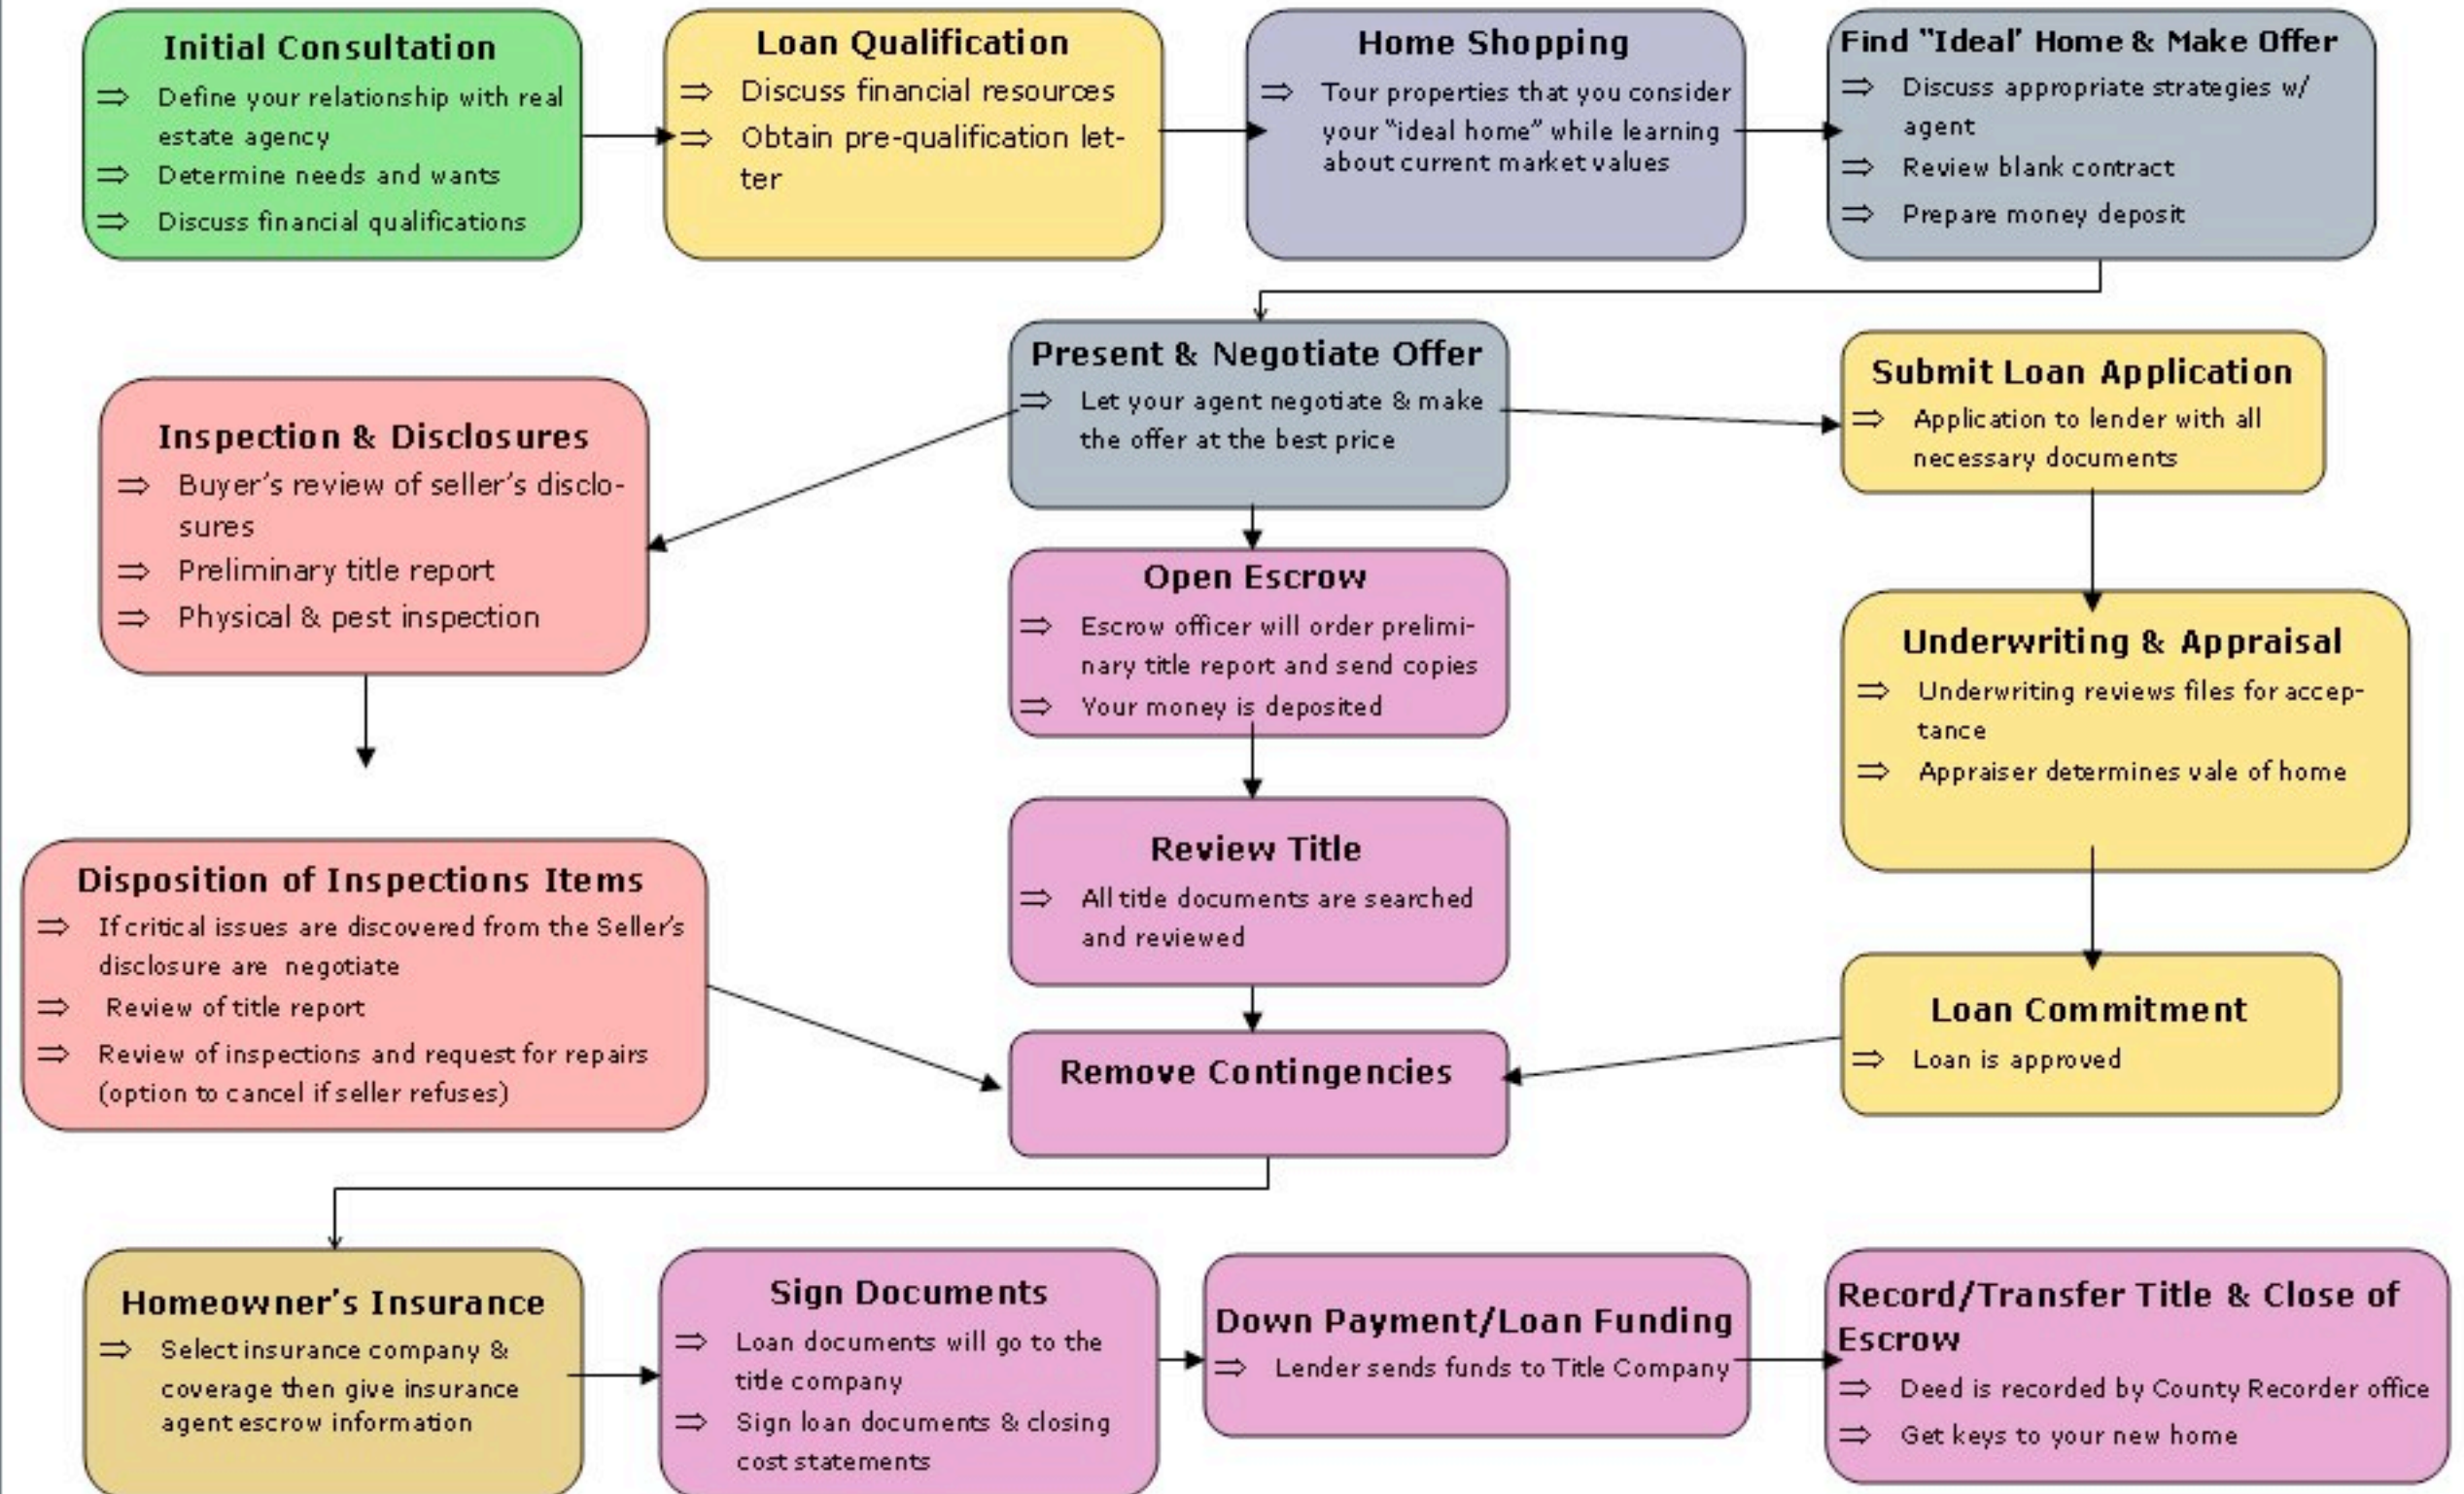 Initial Consultation
⇒ Define your relationship with real
estate agency
⇒ Determine needs and wants
⇒ Discuss financial qualifications
Loan Qualification
⇒ Discuss financial resources
⇒ Obtain pre-qualification let-
ter
Home Shopping
⇒ Tour properties that you consider
your “ideal home” while learning
about current market values
Find "Ideal' Home & Make Offer
⇒ Discuss appropriate strategies w/
agent
⇒ Review blank contract
⇒ Prepare money deposit
Inspection & Disclosures
⇒ Buyer’s review of seller’s disclo-
sures
⇒ Preliminary title report
⇒ Physical & pest inspection
Present & Negotiate Offer
⇒ Let your agent negotiate & make
the offer at the best price
Submit Loan Application
⇒ Application to lender with all
necessary documents
Open Escrow
⇒ Escrow officer will order prelimi-
nary title report and send copies
⇒ Your money is deposited
Underwriting & Appraisal
⇒ Underwriting reviews files for accep-
tance
⇒ Appraiser determines vale of home
Disposition of Inspections Items
⇒ If critical issues are discovered from the Seller’s
disclosure are negotiate
⇒ Review of title report
⇒ Review of inspections and request for repairs
(option to cancel if seller refuses)
Review Title
⇒ All title documents are searched
and reviewed
Loan Commitment
⇒ Loan is approved
Remove Contingencies
Homeowner’s Insurance
⇒ Select insurance company &
coverage then give insurance
agent escrow information
Sign Documents
⇒ Loan documents will go to the
title company
⇒ Sign loan documents & closing
cost statements
Down Payment/Loan Funding
⇒ Lender sends funds to Title Company
Record/Transfer Title & Close of
Escrow
⇒ Deed is recorded by County Recorder office
⇒ Get keys to your new home